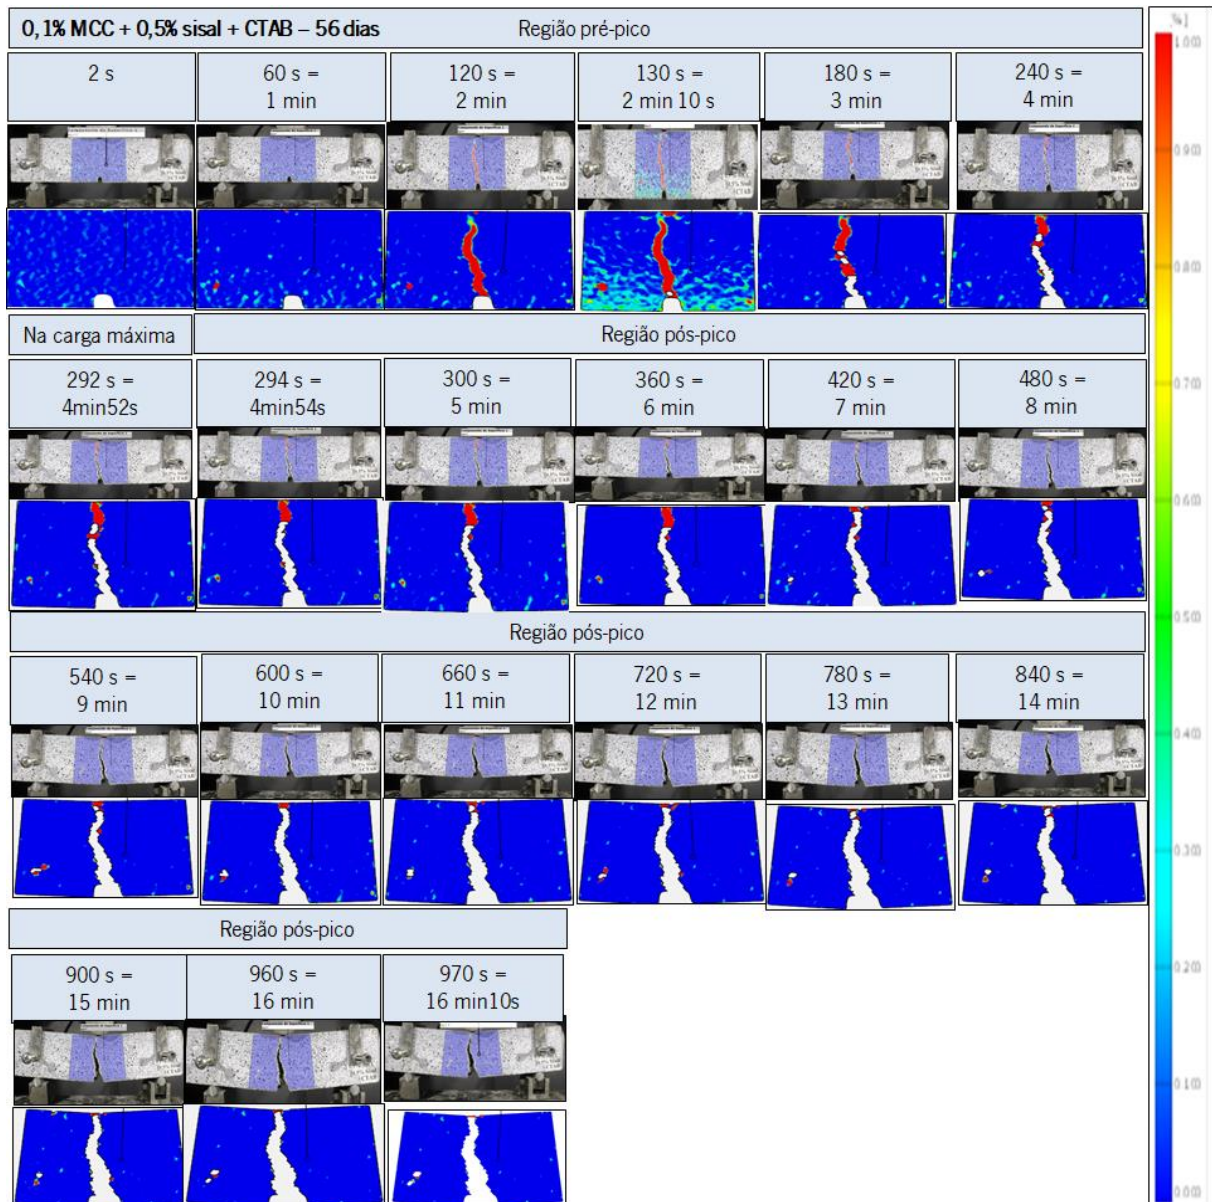 0,1% MCC + 0,5% sisal + CTAB – 56 dias
Região pré-pico
2 s
60 s =
1 min
120 s =
2 min
130 s =
2 min 10 s
180 s =
3 min
240 s =
4 min
Na carga máxima
Região pós-pico
292 s =
4min52s
294 s =
4min54s
300 s =
5 min
360 s =
6 min
420 s =
7 min
480 s =
8 min
Região pós-pico
540 s =
9 min
600 s =
10 min
660 s =
11 min
720 s =
12 min
780 s =
13 min
840 s =
14 min
Região pós-pico
900 s =
15 min
960 s =
16 min
970 s =
16 min10s